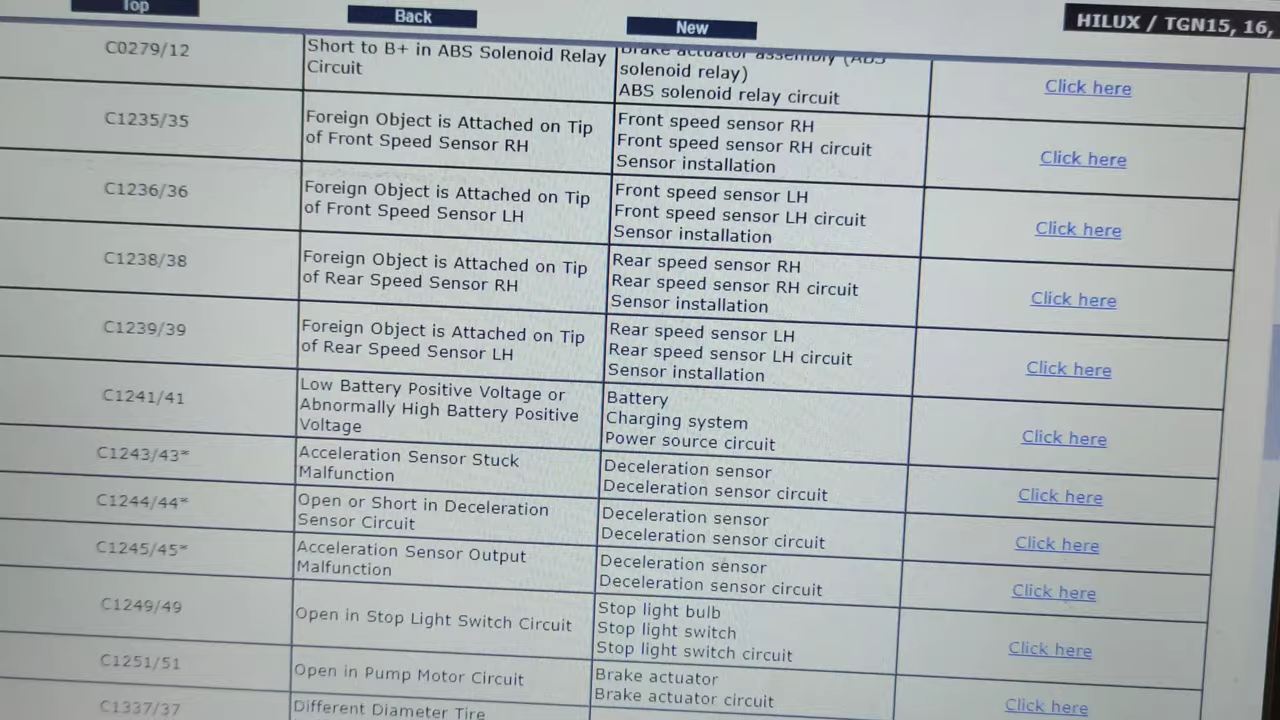 Top
Back
New
HILUX / TGN15, 16,
C0279/12
Short to B+ in ABS Solenoid Relay
Circuit
Brake actuator assembly (ABS
solenoid relay)
ABS solenoid relay circuit
Click here
C1235/35
Foreign Object is Attached on Tip
of Front Speed Sensor RH
Front speed sensor RH
Front speed sensor RH circuit
Sensor installation
Click here
C1236/36
Foreign Object is Attached on Tip
of Front Speed Sensor LH
Front speed sensor LH
Front speed sensor LH circuit
Sensor installation
Click here
C1238/38
Foreign Object is Attached on Tip
of Rear Speed Sensor RH
Rear speed sensor RH
Rear speed sensor RH circuit
Sensor installation
Click here
C1239/39
Foreign Object is Attached on Tip
of Rear Speed Sensor LH
Rear speed sensor LH
Rear speed sensor LH circuit
Sensor installation
Click here
C1241/41
Low Battery Positive Voltage or
Abnormally High Battery Positive
Voltage
Battery
Charging system
Power source circuit
Click here
C1243/43*
Acceleration Sensor Stuck
Malfunction
Deceleration sensor
Deceleration sensor circuit
Click here
C1244/44*
Open or Short in Deceleration
Sensor Circuit
Deceleration sensor
Deceleration sensor circuit
Click here
C1245/45*
Acceleration Sensor Output
Malfunction
Deceleration sensor
Deceleration sensor circuit
Click here
C1249/49
Open in Stop Light Switch Circuit
Stop light bulb
Stop light switch
Stop light switch circuit
Click here
C1251/51
Open in Pump Motor Circuit
Brake actuator
Brake actuator circuit
Click here
C1337/37
Different Diameter Tire